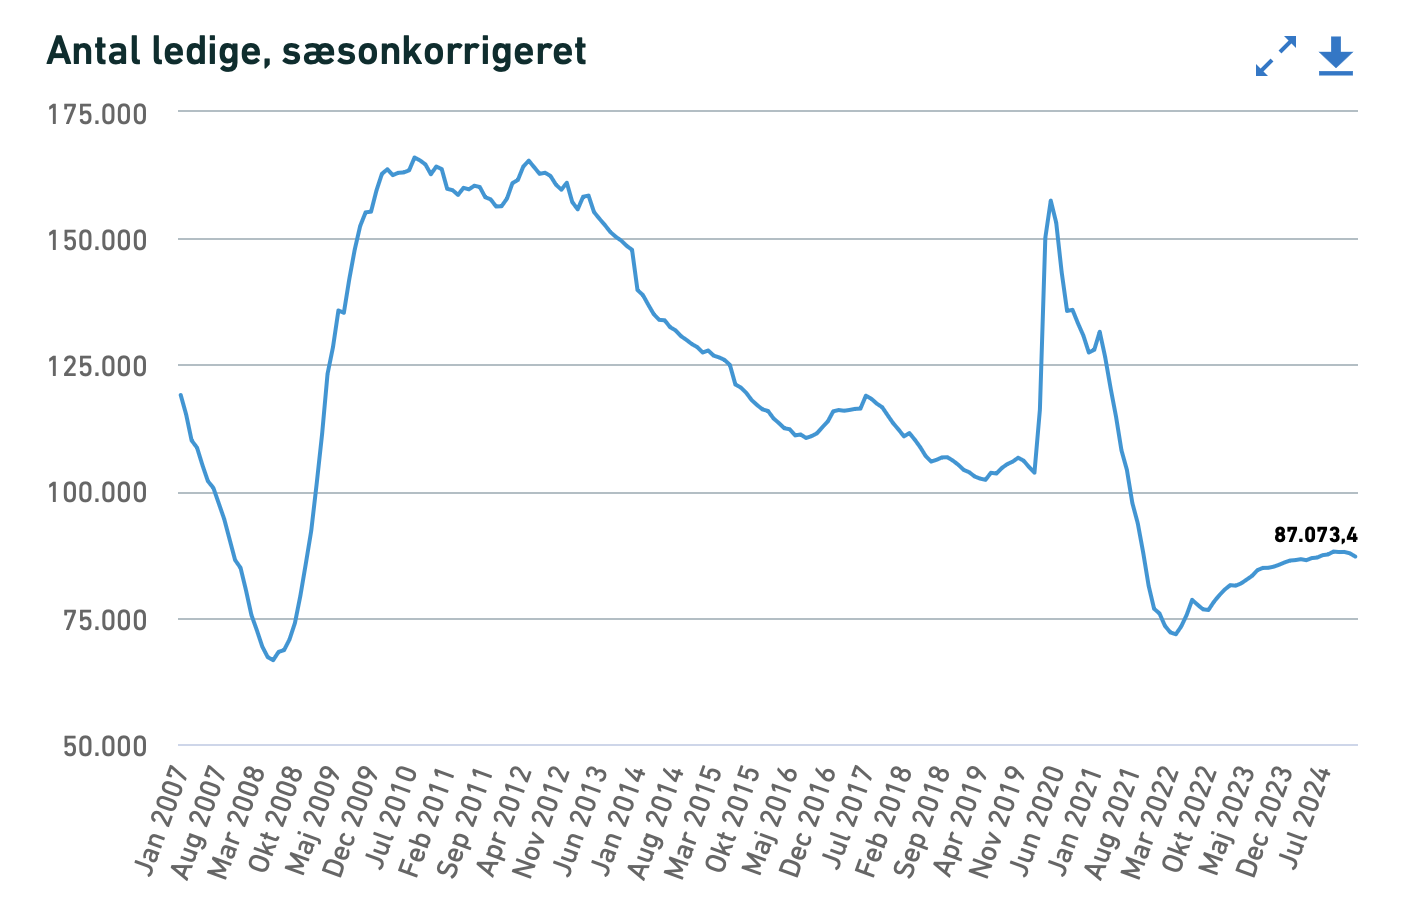 Antal ledige, sæsonkorrigeret
175.000
150.000
125.000
100.000
75.000
50.000
87.073,4
Jan 2007
Aug 2007
Mar 2008
Okt 2008
Maj 2009
Dec 2009
Jul 2010
Feb 2011
Sep 2011
Apr 2012
Nov 2012
Jun 2013
Jan 2014
Aug 2014
Mar 2015
Okt 2015
Maj 2016
Dec 2016
Jul 2017
Feb 2018
Sep 2018
Apr 2019
Nov 2019
Jun 2020
Jan 2021
Aug 2021
Mar 2022
Okt 2022
Maj 2023
Dec 2023
Jul 2024